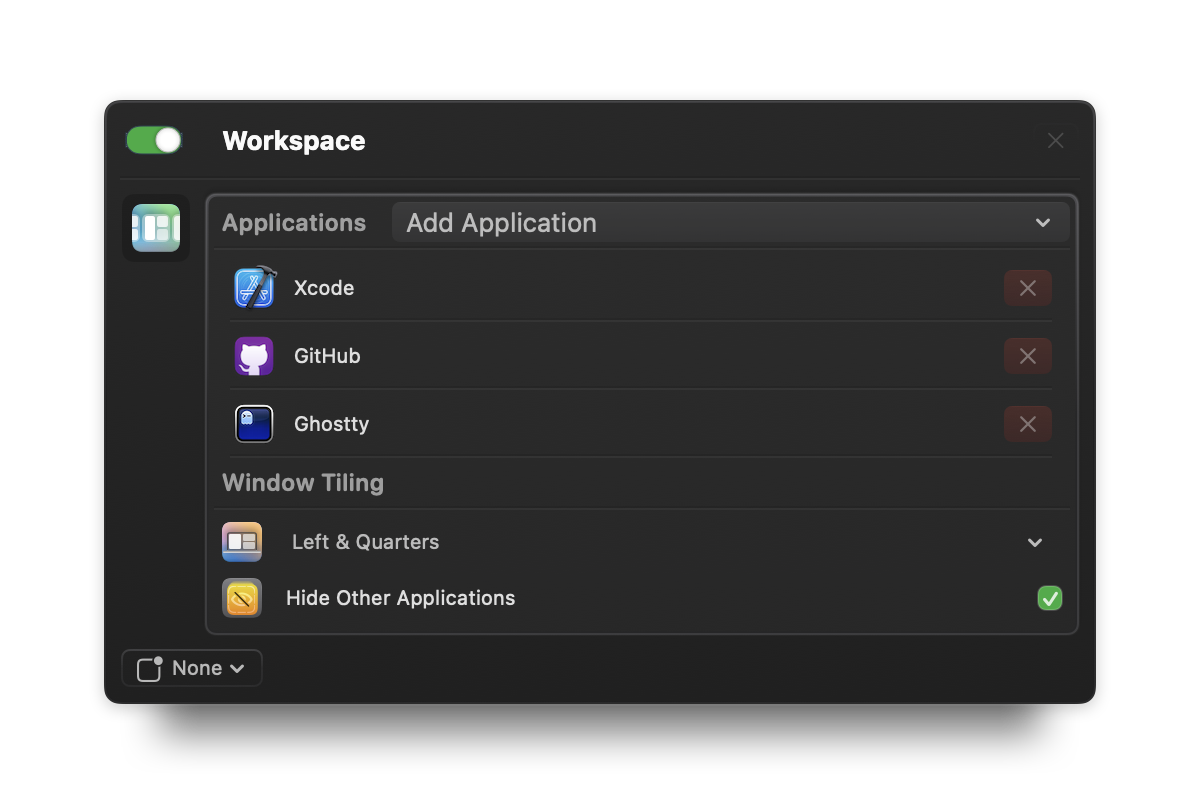 Workspace
Applications
Add Application
Xcode
GitHub
Ghostty
Window Tiling
Left & Quarters
Hide Other Applications
None